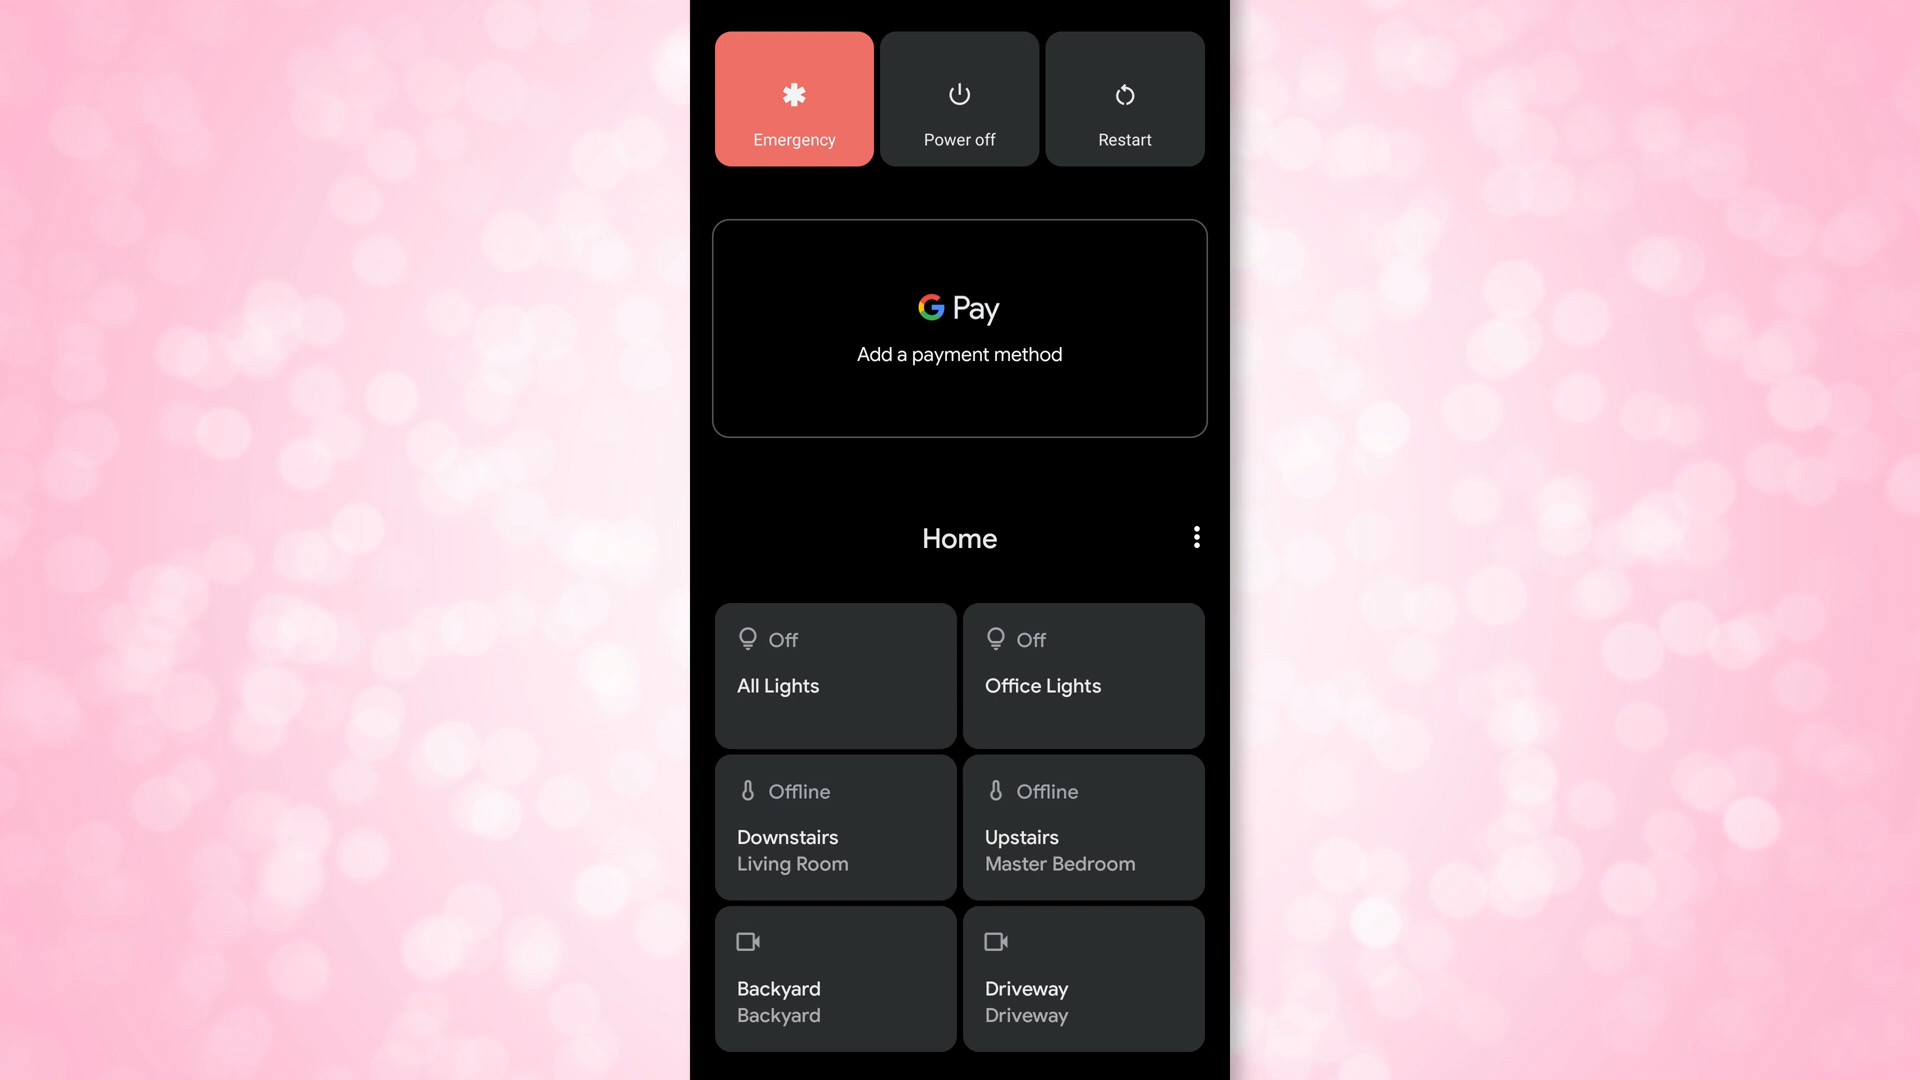 Emergency
Power off
Restart
G Pay
Add a payment method
Home
Off
All Lights
Off
Office Lights
Offline
Downstairs
Living Room
Offline
Upstairs
Master Bedroom
Backyard
Backyard
Driveway
Driveway